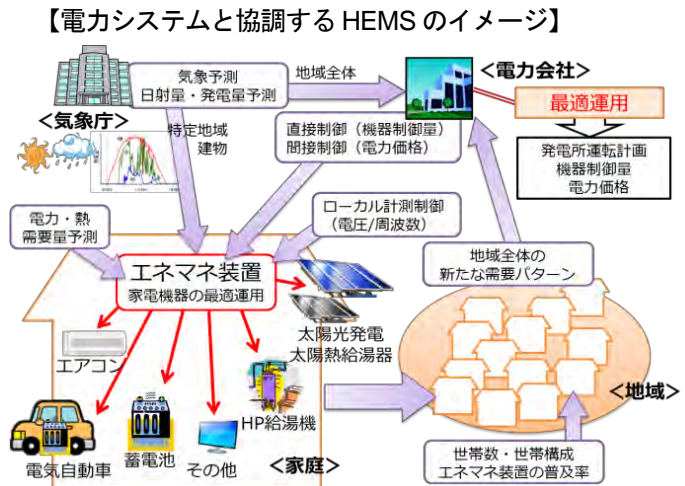 【電力システムと協調する HEMS のイメージ】
気象予測
日射量・発電量予測
地域全体
<電力会社>
最適運用
<気象庁>
特定地域
建物
直接制御（機器制御量）
間接制御（電力価格）
発電所運転計画
機器制御量
電力価格
電力・熱
需要量予測
ローカル計測制御
（電圧/周波数）
地域全体の
新たな需要パターン
エネマネ装置
家電機器の最適運用
太陽光発電
太陽熱給湯器
エアコン
HP給湯機
<地域>
電気自動車
蓄電池
その他
<家庭>
世帯数・世帯構成
エネマネ装置の普及率